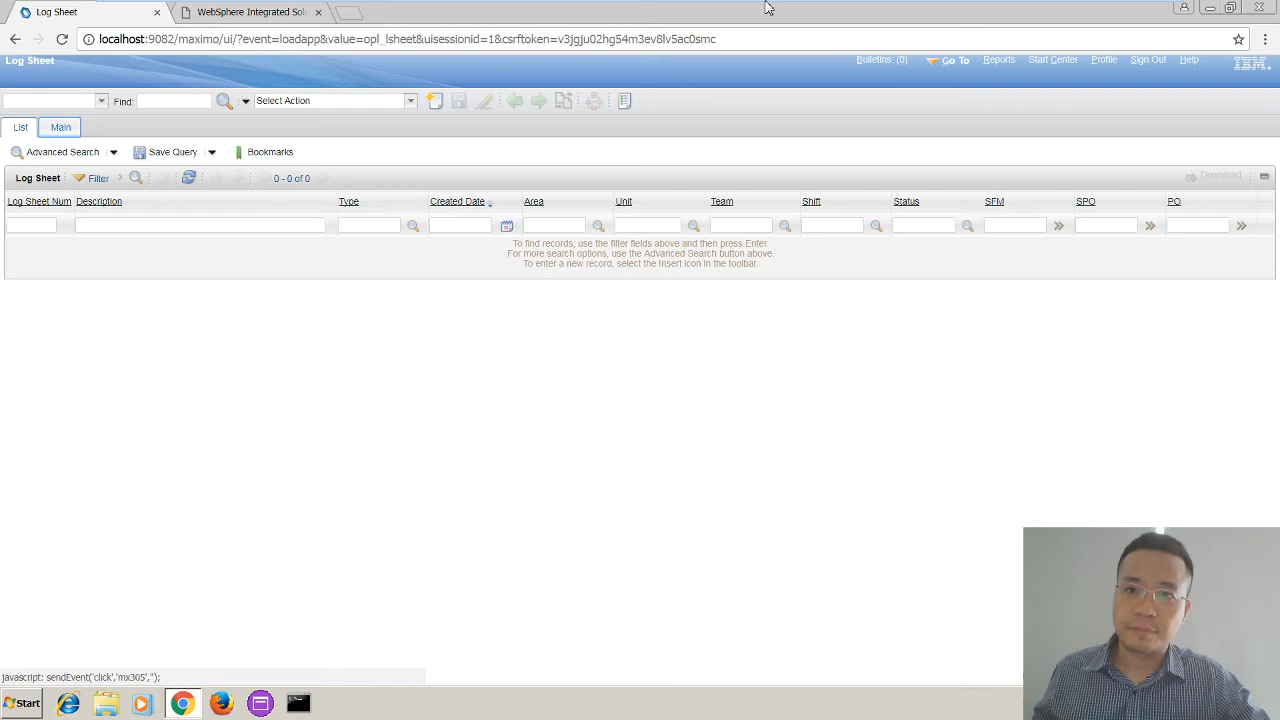 Log Sheet
WebSphere Integrated Sol
localhost:9082/maximo/ui/?event=loadapp&value=opl_lsheet&uisessionid=1&csrftoken=v3jgju02hg54m3ev8lv5ac0smc
Log Sheet
Bulletins: (0) Go To Reports Start Center Profile Sign Out Help IBM.
Find: Select Action
List Main
Advanced Search Save Query Bookmarks
Log Sheet Filter 0 - 0 of 0 Download
Log Sheet Num Description Type Created Date Area Unit Team Shift Status SFM SPO PO
To find records, use the filter fields above and then press Enter.
For more search options, use the Advanced Search button above.
To enter a new record, select the Insert icon in the toolbar.
javascript: sendEvent('click','mx305','');
Start